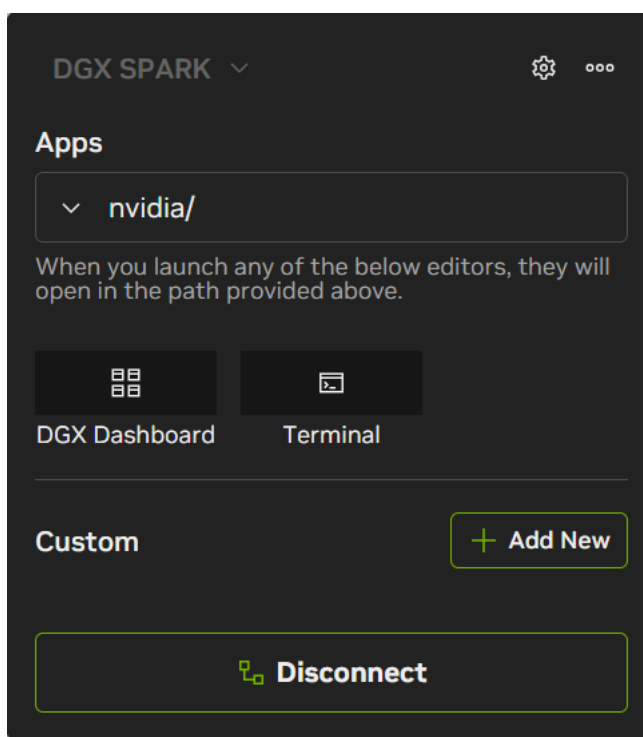 DGX SPARK
Apps
nvidia/
When you launch any of the below editors, they will
open in the path provided above.
DGX Dashboard
Terminal
Custom
Add New
Disconnect